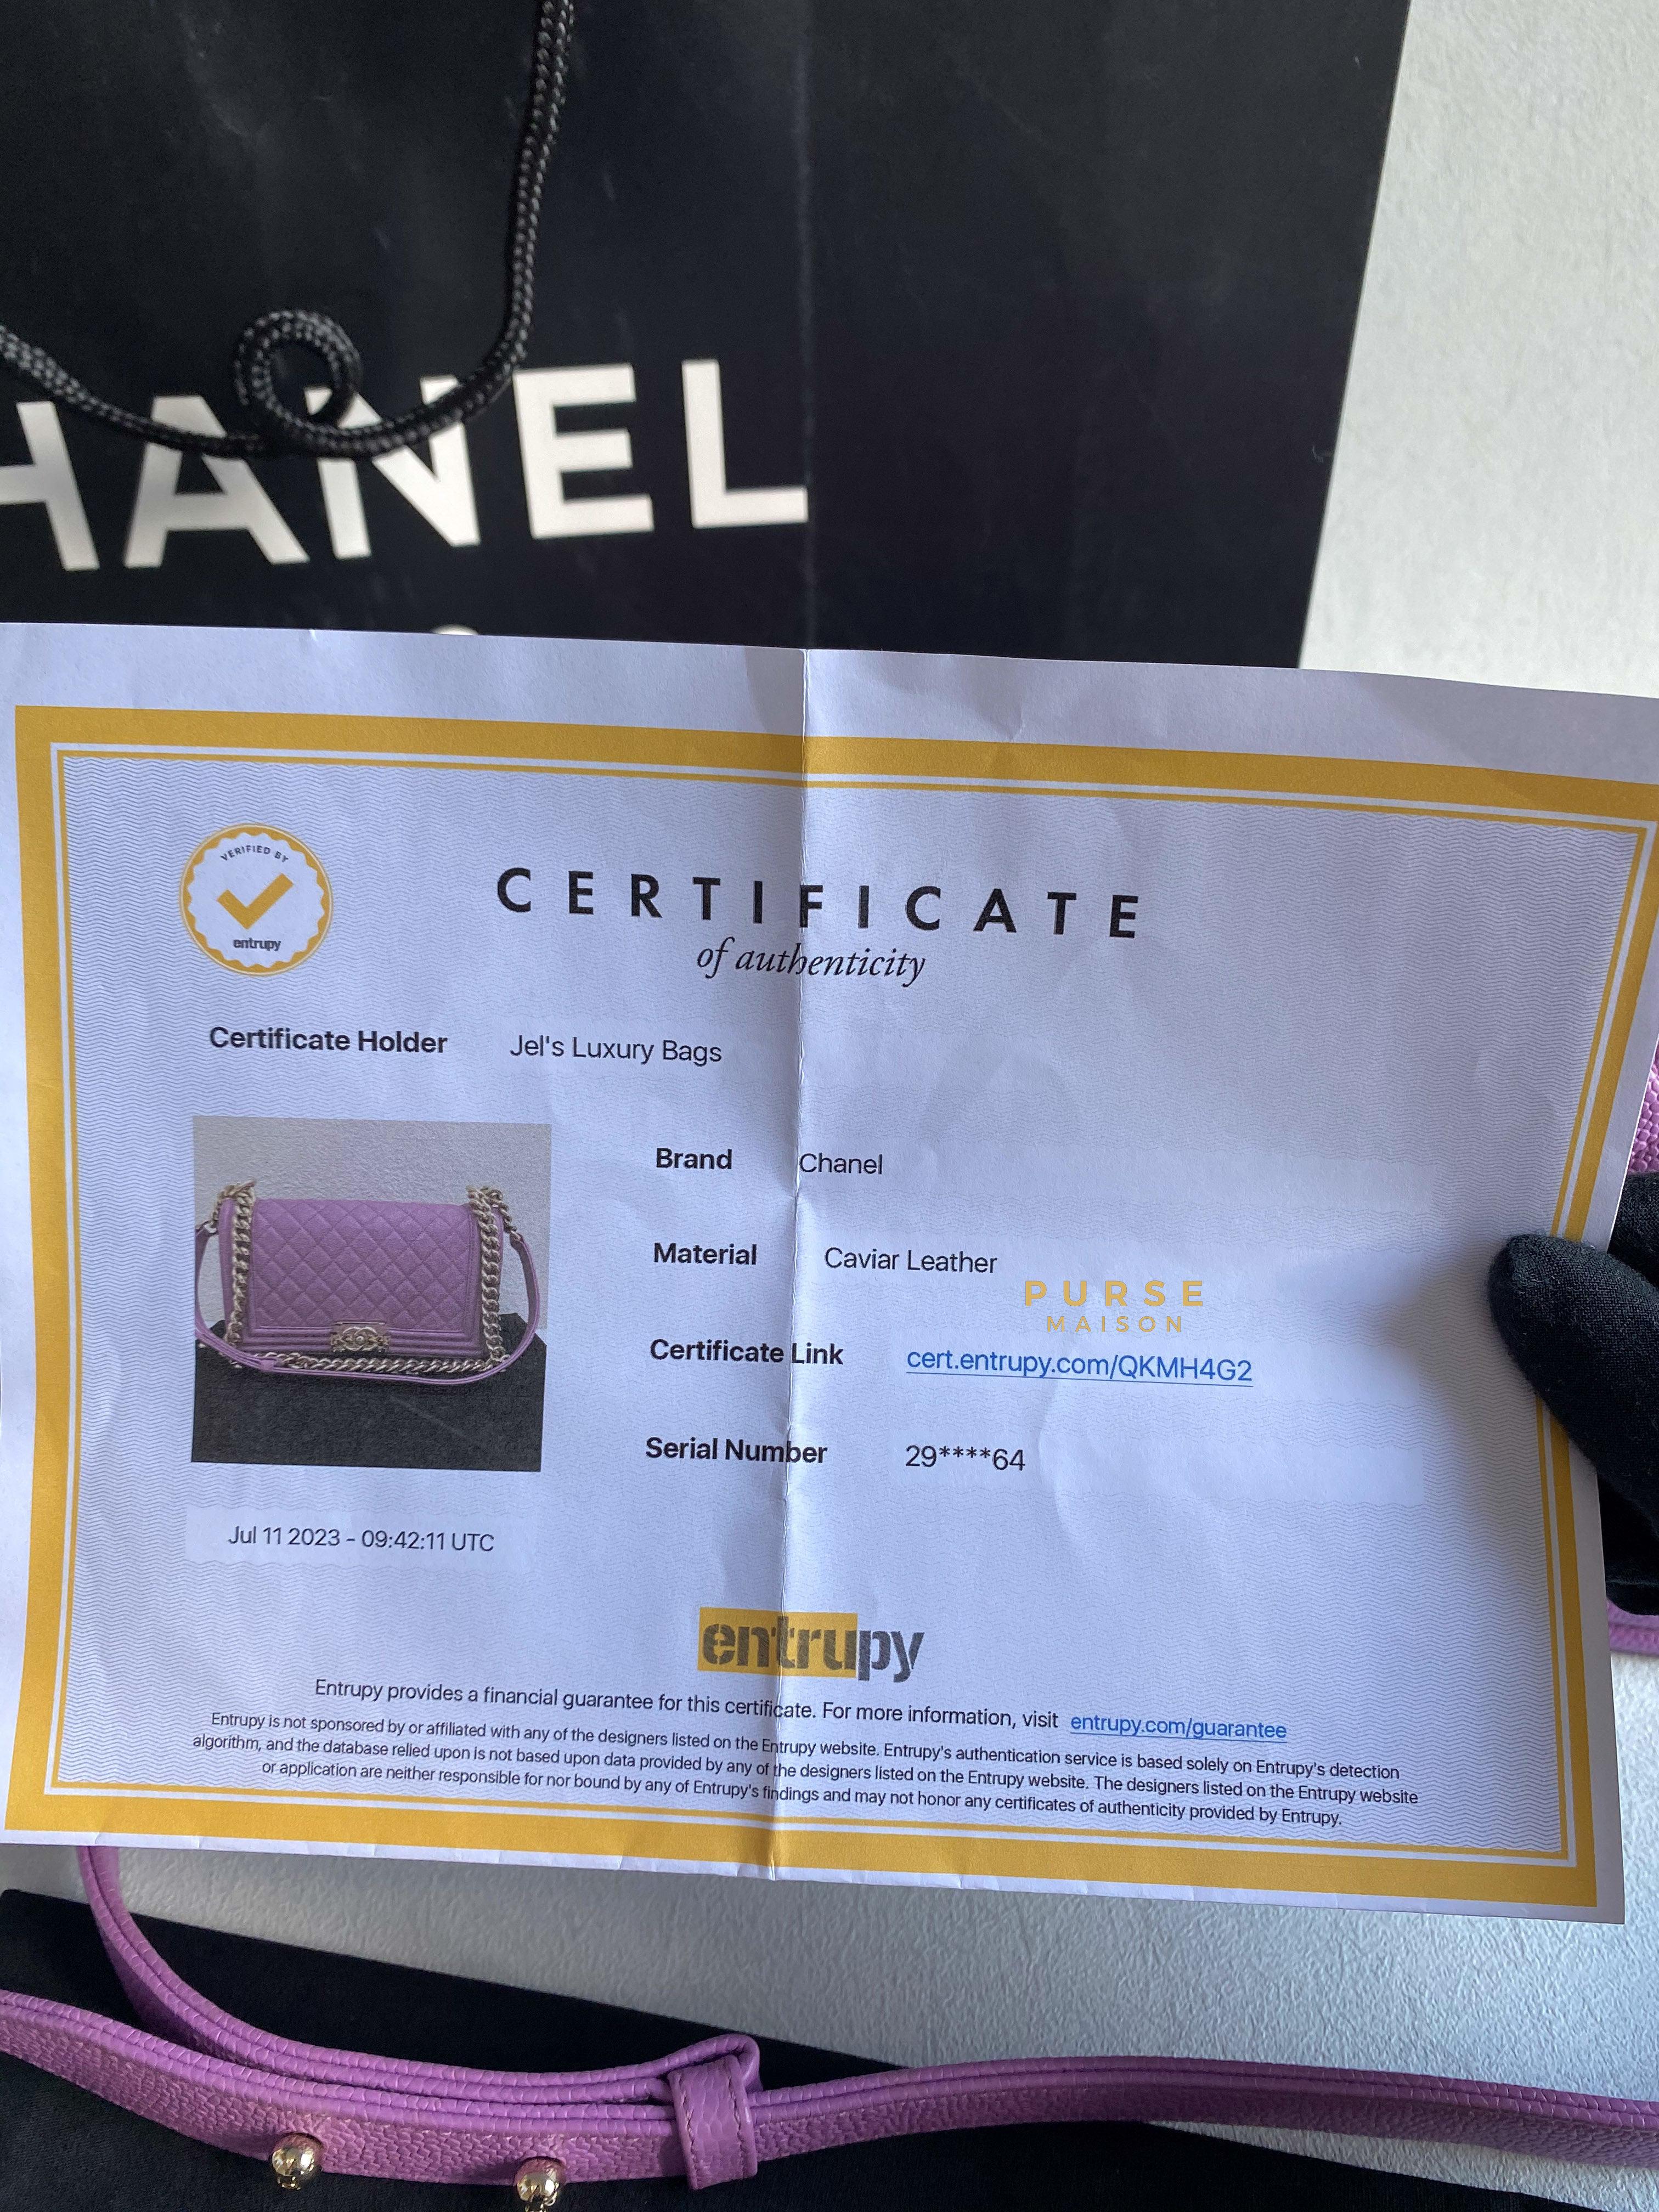 HANEL
VERIFIED BY
entrupy
CERTIFICATE
of authenticity
Certificate Holder Jel's Luxury Bags
Brand Chanel
Material Caviar Leather
PURSE
MAISON
Certificate Link cert.entrupy.com/QKMH4G2
Serial Number 29****64
Jul 11 2023 - 09:42:11 UTC
entrupy
Entrupy provides a financial guarantee for this certificate. For more information, visit entrupy.com/guarantee
Entrupy is not sponsored by or affiliated with any of the designers listed on the Entrupy website. Entrupy's authentication service is based solely on Entrupy's detection
algorithm, and the database relied upon is not based upon data provided by any of the designers listed on the Entrupy website. The designers listed on the Entrupy website
or application are neither responsible for nor bound by any of Entrupy's findings and may not honor any certificates of authenticity provided by Entrupy.